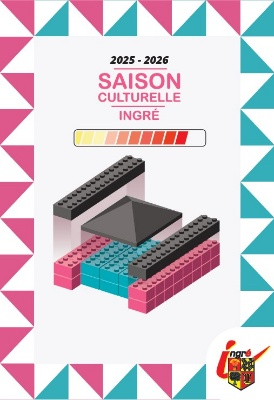 2025 - 2026
SAISON
CULTURELLE
INGRÉ
ingré